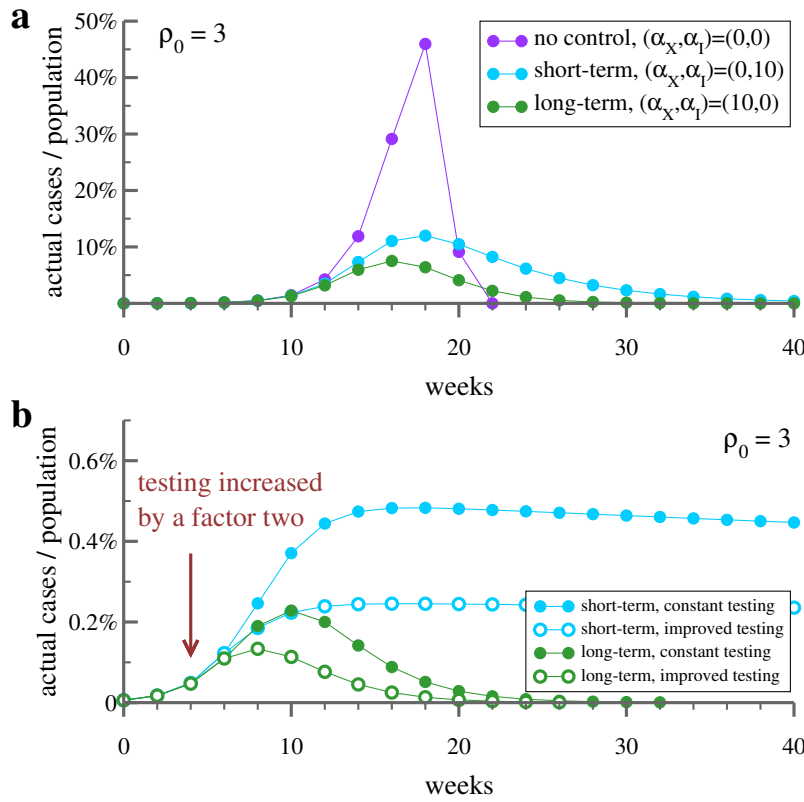 a
ρ0 = 3
no control, (αX,αI)=(0,0)
short-term, (αX,αI)=(0,10)
long-term, (αX,αI)=(10,0)
actual cases / population
50%
40%
30%
20%
10%
0 10 20 30 40
weeks
b
ρ0 = 3
testing increased
by a factor two
actual cases / population
0.6%
0.4%
0.2%
0
short-term, constant testing
short-term, improved testing
long-term, constant testing
long-term, improved testing
0 10 20 30 40
weeks